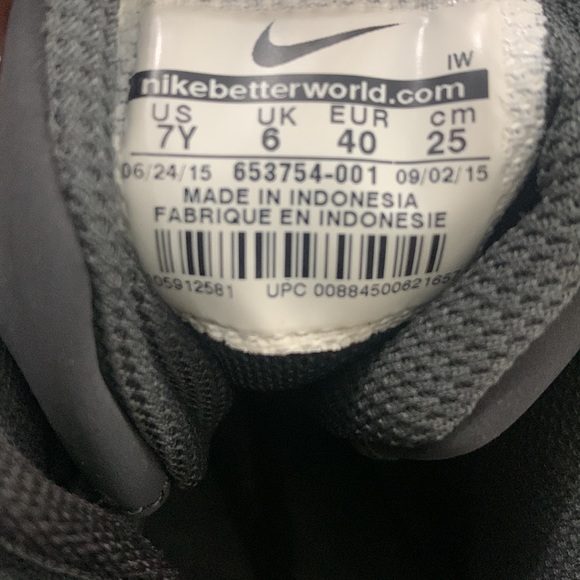 IW
nikebetterworld.com
US UK EUR cm
7Y 6 40 25
06/24/15 653754-001 09/02/15
MADE IN INDONESIA
FABRIQUE EN INDONESIE
UPC